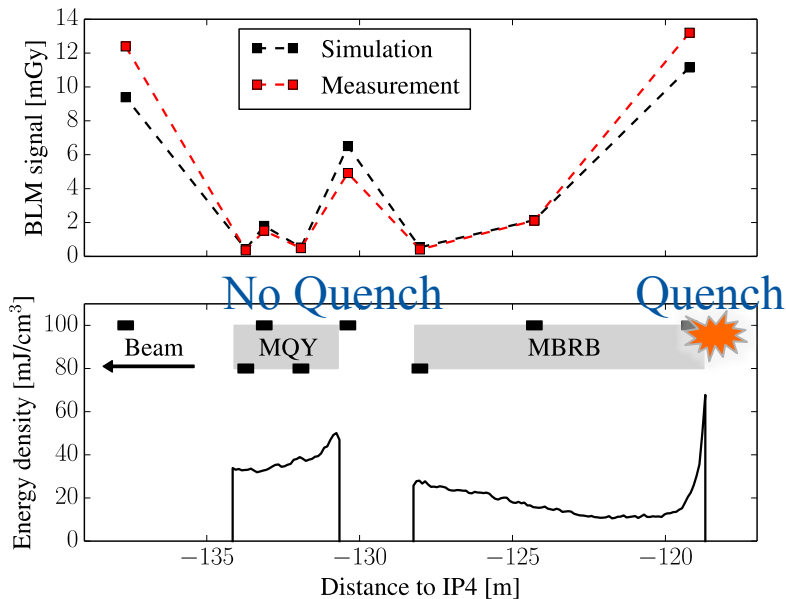 14
12
10
8
6
4
2
0
BLM signal [mGy]
Simulation
Measurement
No Quench
Quench
100
80
60
40
20
0
Energy density [mJ/cm³]
Beam
MQY
MBRB
−135
−130
−125
−120
Distance to IP4 [m]